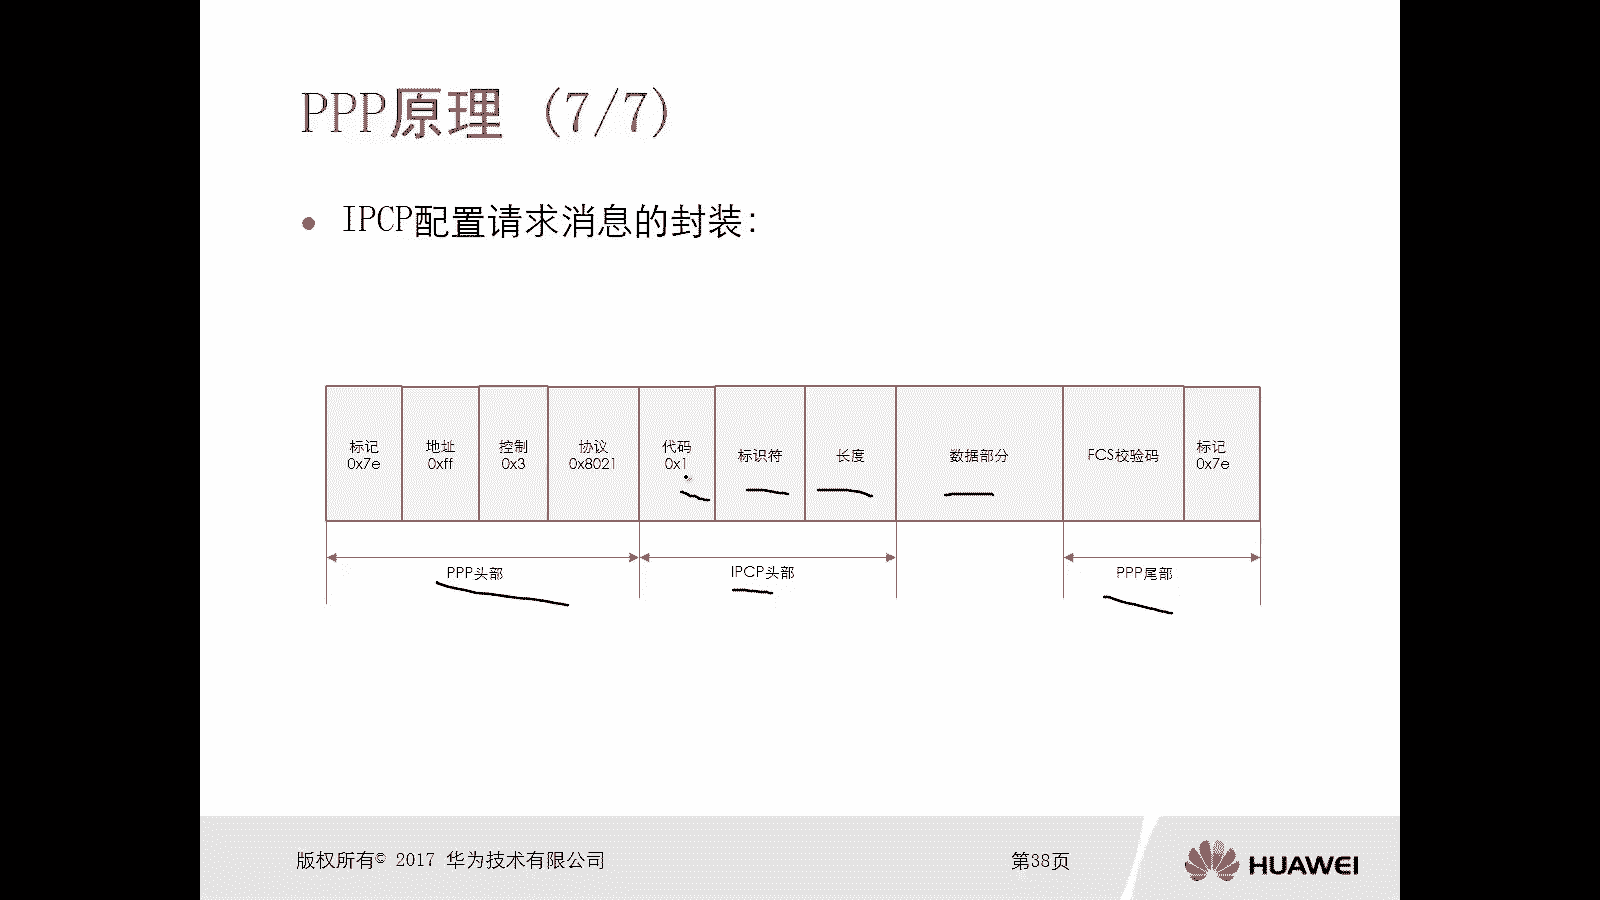 PPP原理 (7/7)
• IPCP配置请求消息的封装:
标记 0x7e
地址 0xff
控制 0x3
协议 0x8021
代码 0x1
标识符
长度
数据部分
FCS校验码
标记 0x7e
PPP头部
IPCP头部
PPP尾部
版权所有© 2017 华为技术有限公司
第38页
HUAWEI